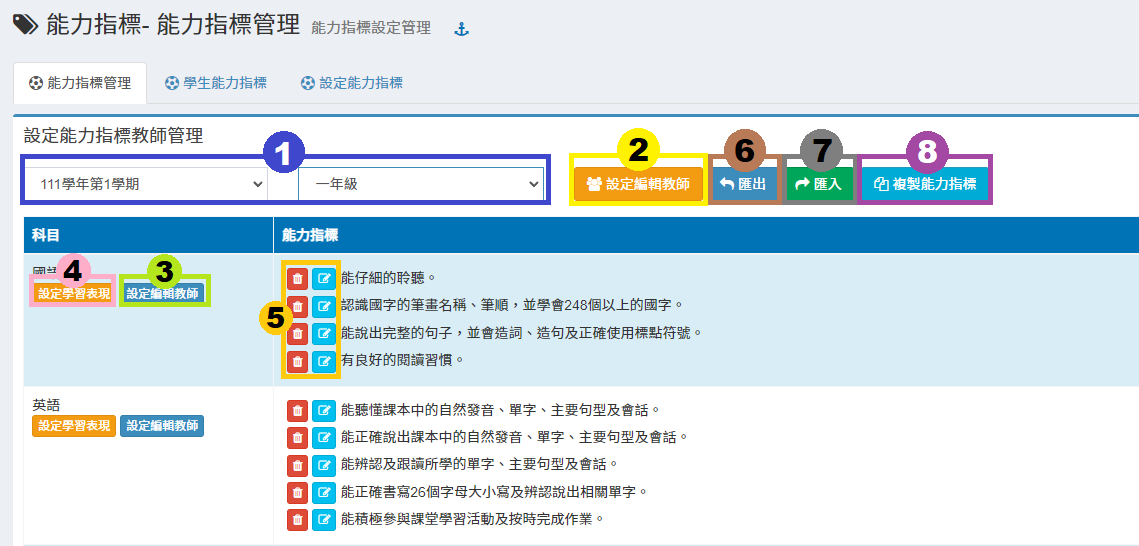 能力指標- 能力指標管理 能力指標設定管理
能力指標管理 學生能力指標 設定能力指標
設定能力指標教師管理
1 2 6 7 8
111學年第1學期 一年級 設定編輯教師 匯出 匯入 複製能力指標
科目 能力指標
國
4 3
設定學習表現 設定編輯教師
5
能仔細的聆聽。
認識國字的筆畫名稱、筆順，並學會248個以上的國字。
能說出完整的句子，並會造詞、造句及正確使用標點符號。
有良好的閱讀習慣。
英語
設定學習表現 設定編輯教師
能聽懂課本中的自然發音、單字、主要句型及會話。
能正確說出課本中的自然發音、單字、主要句型及會話。
能辨認及跟讀所學的單字、主要句型及會話。
能正確書寫26個字母大小寫及辨認說出相關單字。
能積極參與課堂學習活動及按時完成作業。